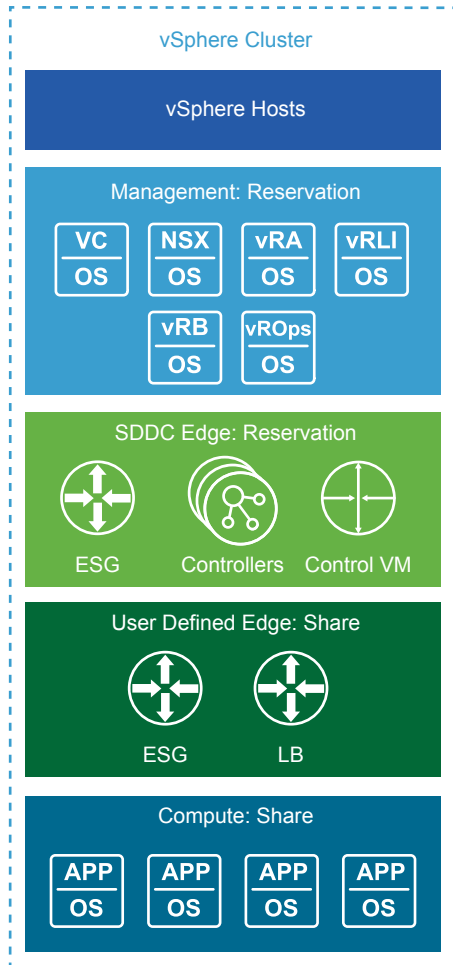 vSphere Cluster
vSphere Hosts
Management: Reservation
VC NSX vRA vRLI
OS OS OS OS
vRB vROps
OS OS
SDDC Edge: Reservation
ESG Controllers Control VM
User Defined Edge: Share
ESG LB
Compute: Share
APP APP APP APP
OS OS OS OS